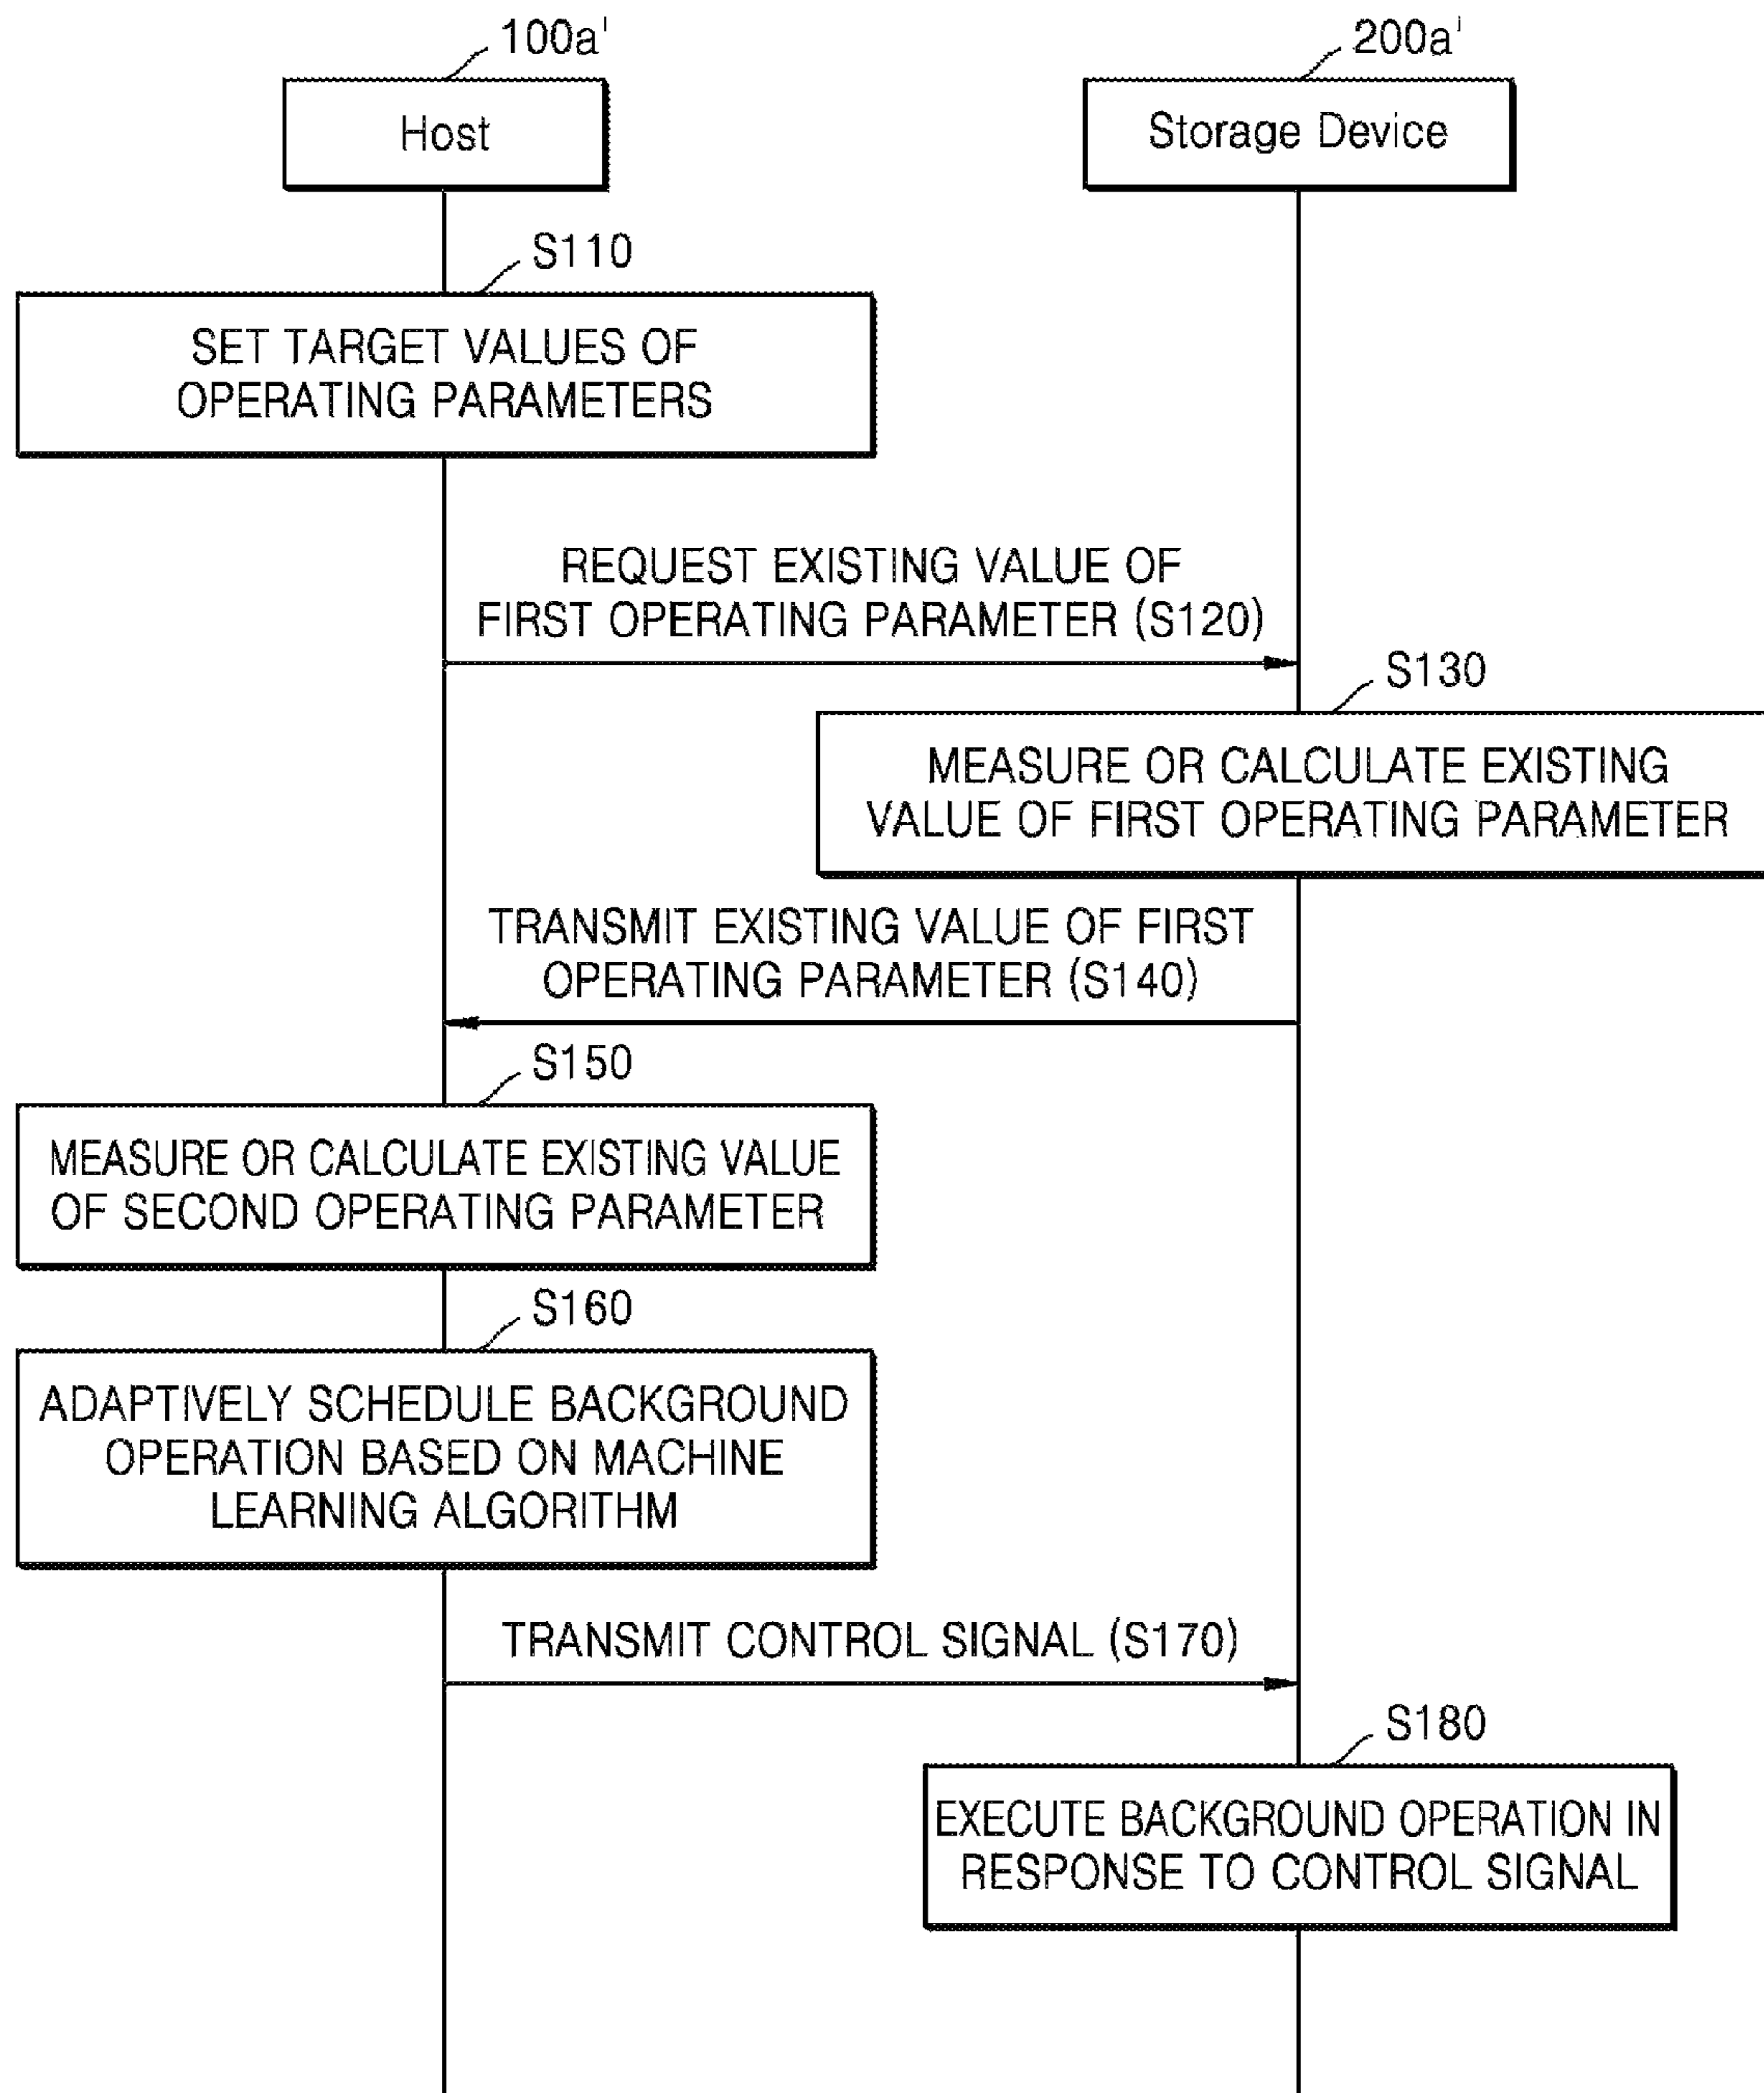 100a'
200a'
Host
Storage Device
S110
SET TARGET VALUES OF
OPERATING PARAMETERS
REQUEST EXISTING VALUE OF
FIRST OPERATING PARAMETER (S120)
S130
MEASURE OR CALCULATE EXISTING
VALUE OF FIRST OPERATING PARAMETER
TRANSMIT EXISTING VALUE OF FIRST
OPERATING PARAMETER (S140)
S150
MEASURE OR CALCULATE EXISTING VALUE
OF SECOND OPERATING PARAMETER
S160
ADAPTIVELY SCHEDULE BACKGROUND
OPERATION BASED ON MACHINE
LEARNING ALGORITHM
TRANSMIT CONTROL SIGNAL (S170)
S180
EXECUTE BACKGROUND OPERATION IN
RESPONSE TO CONTROL SIGNAL